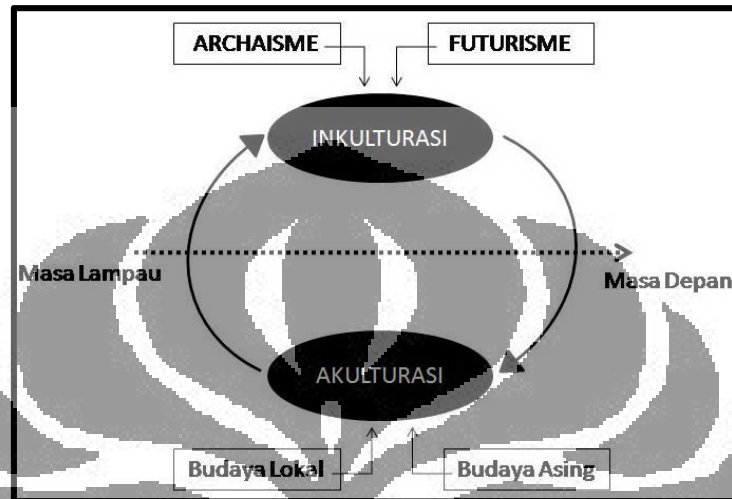 ARCHAISME
FUTURISME
INKULTURASI
Masa Lampau
Masa Depan
AKULTURASI
Budaya Lokal
Budaya Asing